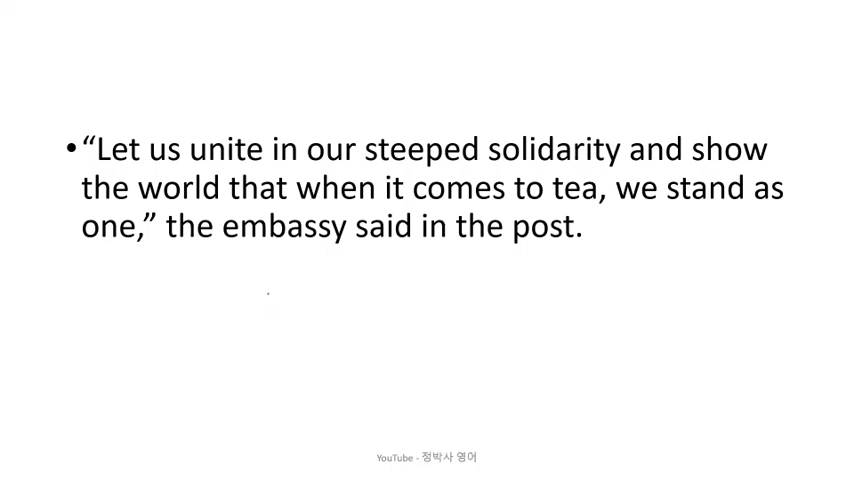 •“Let us unite in our steeped solidarity and show
the world that when it comes to tea, we stand as
one,” the embassy said in the post.
YouTube - 정박사 영어